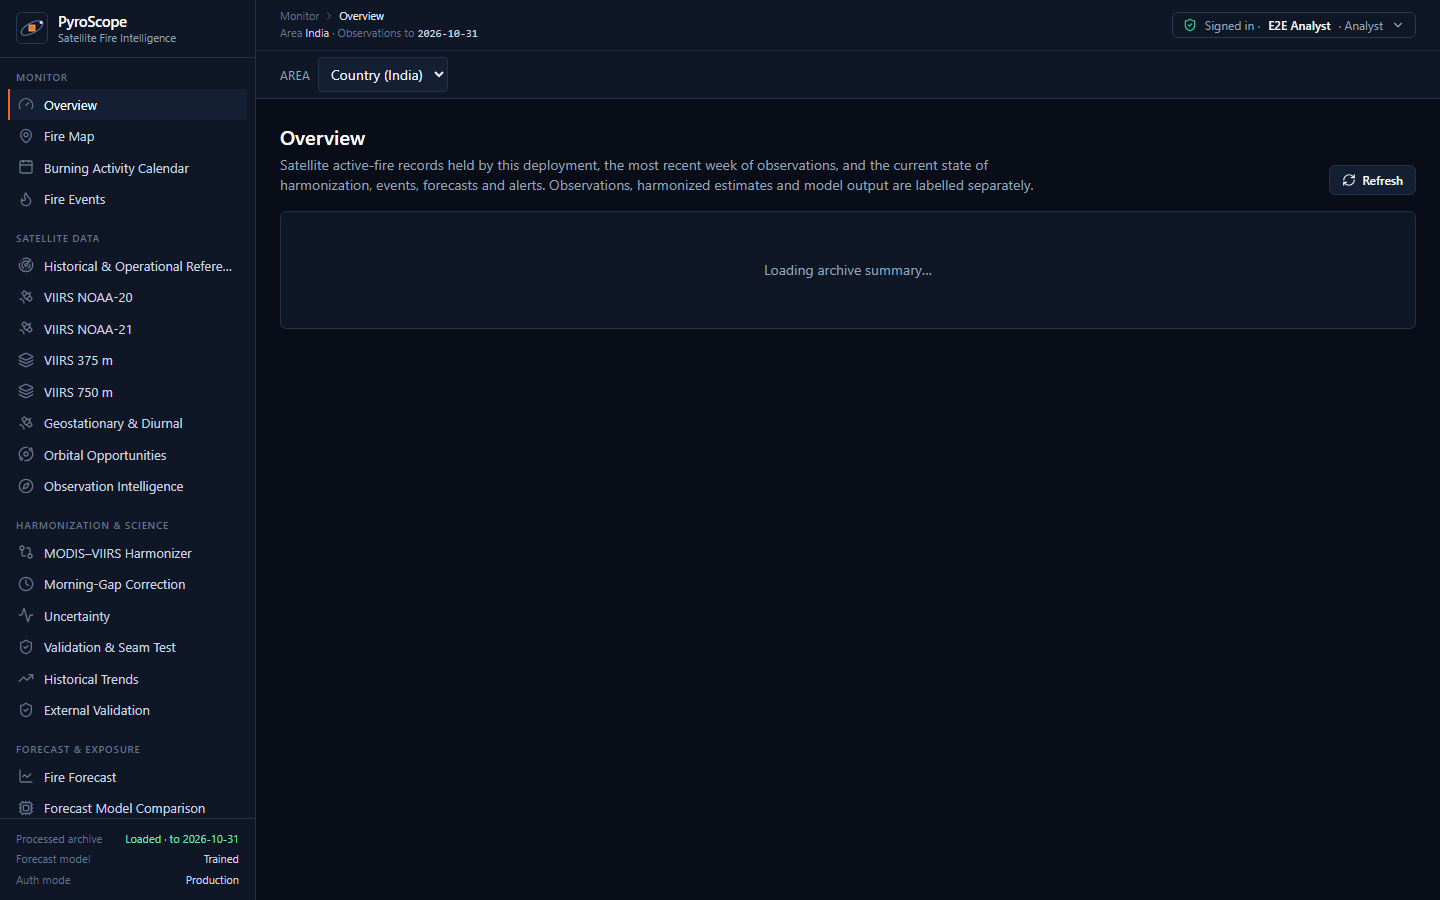 PyroScope
Satellite Fire Intelligence
MONITOR
Overview
Fire Map
Burning Activity Calendar
Fire Events
SATELLITE DATA
Historical & Operational Refere...
VIIRS NOAA-20
VIIRS NOAA-21
VIIRS 375 m
VIIRS 750 m
Geostationary & Diurnal
Orbital Opportunities
Observation Intelligence
HARMONIZATION & SCIENCE
MODIS–VIIRS Harmonizer
Morning-Gap Correction
Uncertainty
Validation & Seam Test
Historical Trends
External Validation
FORECAST & EXPOSURE
Fire Forecast
Forecast Model Comparison
Processed archive Loaded · to 2026-10-31
Forecast model Trained
Auth mode Production
Monitor > Overview
Area India · Observations to 2026-10-31
Signed in · E2E Analyst · Analyst
AREA Country (India)
Overview
Satellite active-fire records held by this deployment, the most recent week of observations, and the current state of
harmonization, events, forecasts and alerts. Observations, harmonized estimates and model output are labelled separately.
Refresh
Loading archive summary...